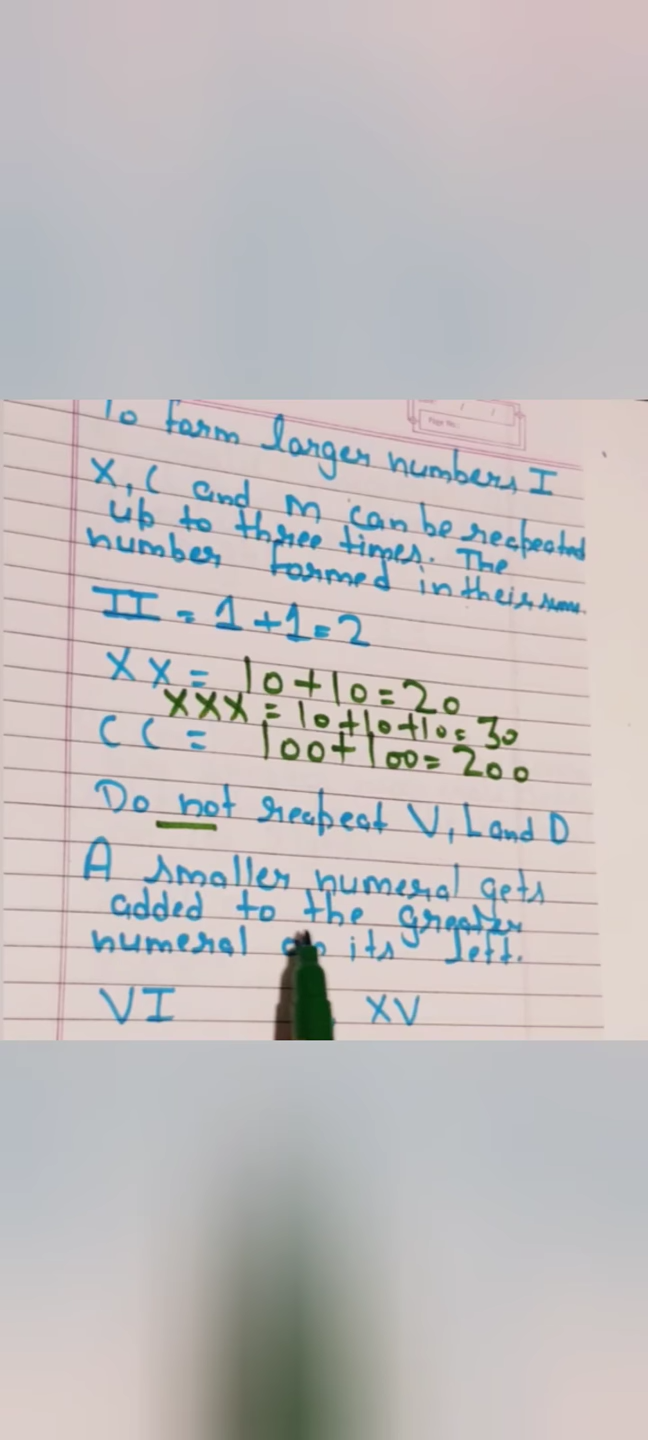 To form larger numbers, I
X, C and M can be reapeated
up to three times. The
number formed in their sum.
II = 1+1=2
XX = 10+10=20
XXX = 10+10+10= 30
CC = 100+100=200
Do not reapeat V, L and D
A smaller numeral gets
added to the greater
numeral its left.
VI XV